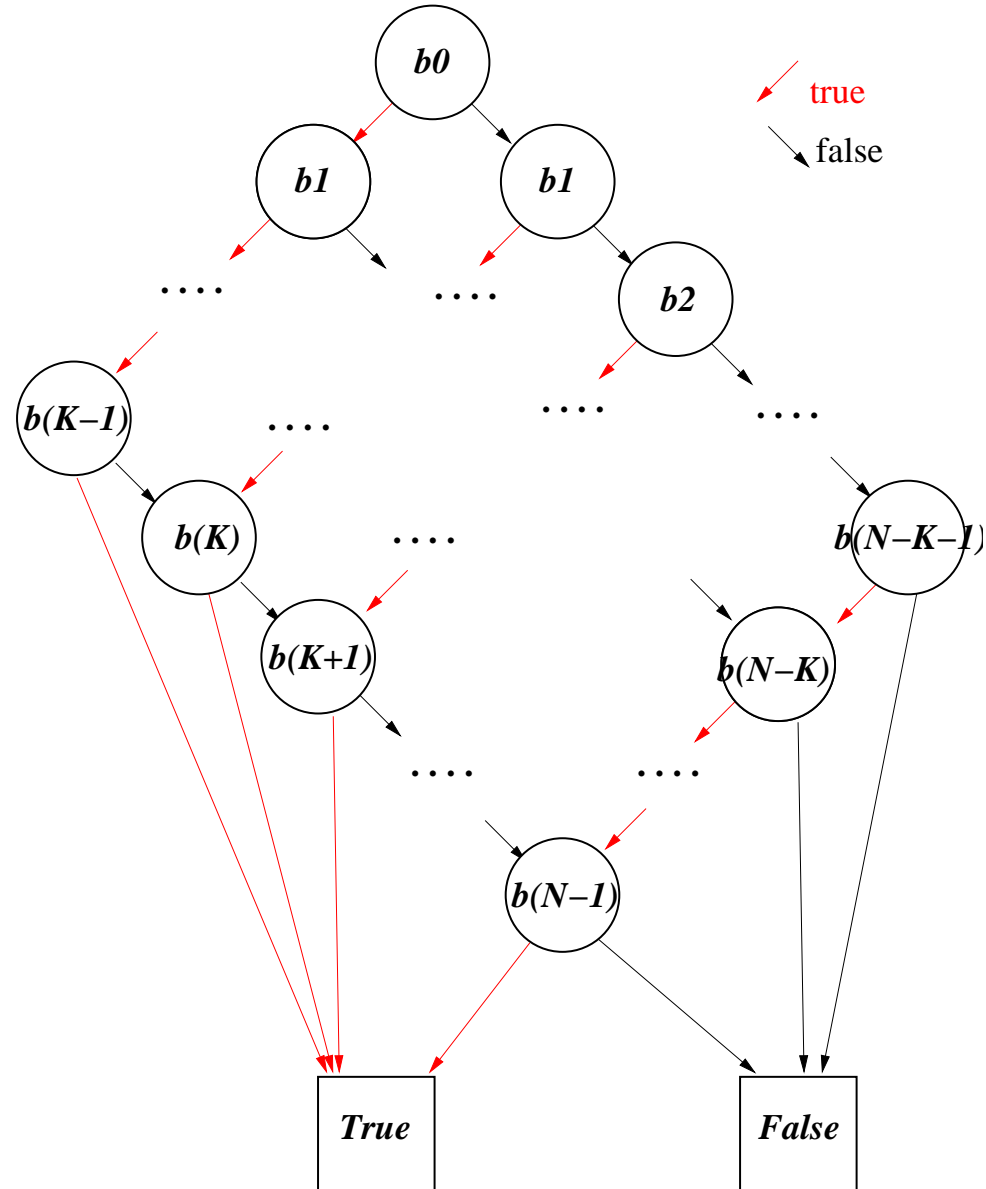 b0
true
false
b1 b1
....
....
b2
b(K−1)
....
....
....
b(K)
....
b(N−K−1)
b(K+1)
b(N−K)
....
....
b(N−1)
True
False